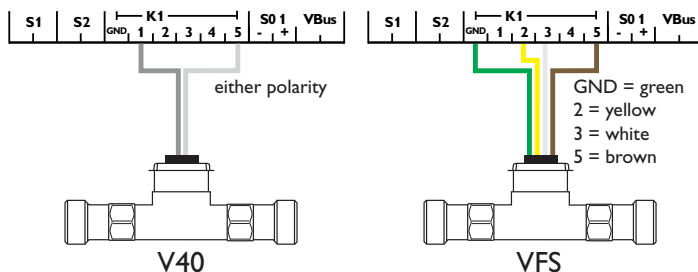 K1
S1 S2 GND 1 2 3 4 5 S0 1 - + VBus
either polarity
V40
K1
S1 S2 GND 1 2 3 4 5 S0 1 - + VBus
GND = green
2 = yellow
3 = white
5 = brown
VFS